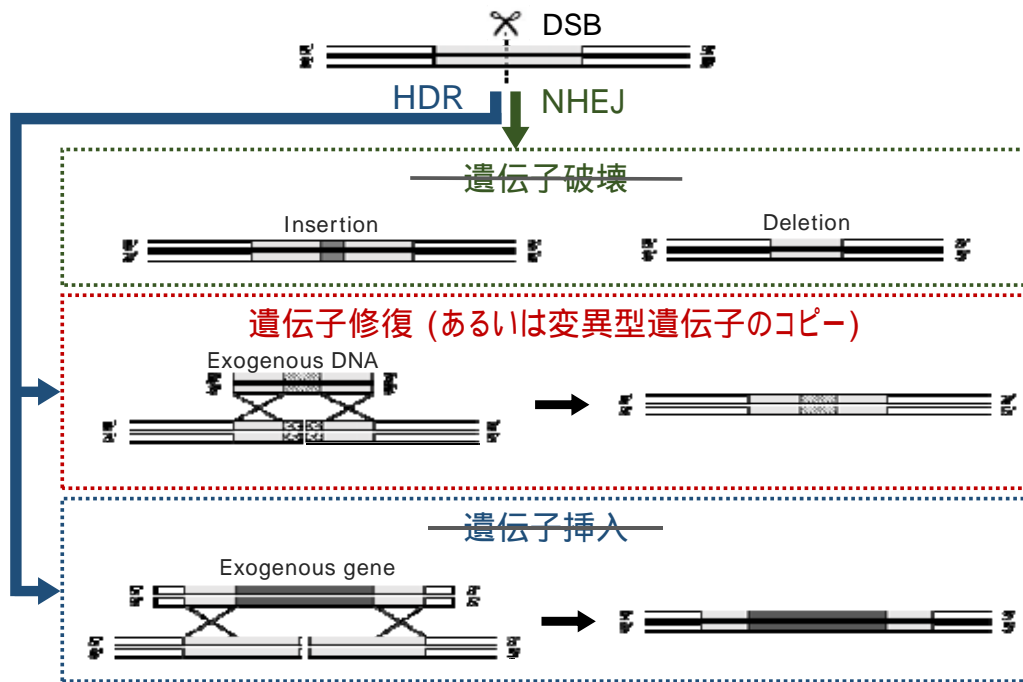 DSB
HDR
NHEJ
遺伝子破壊
Insertion
Deletion
遺伝子修復 (あるいは変異型遺伝子のコピー)
Exogenous DNA
遺伝子挿入
Exogenous gene